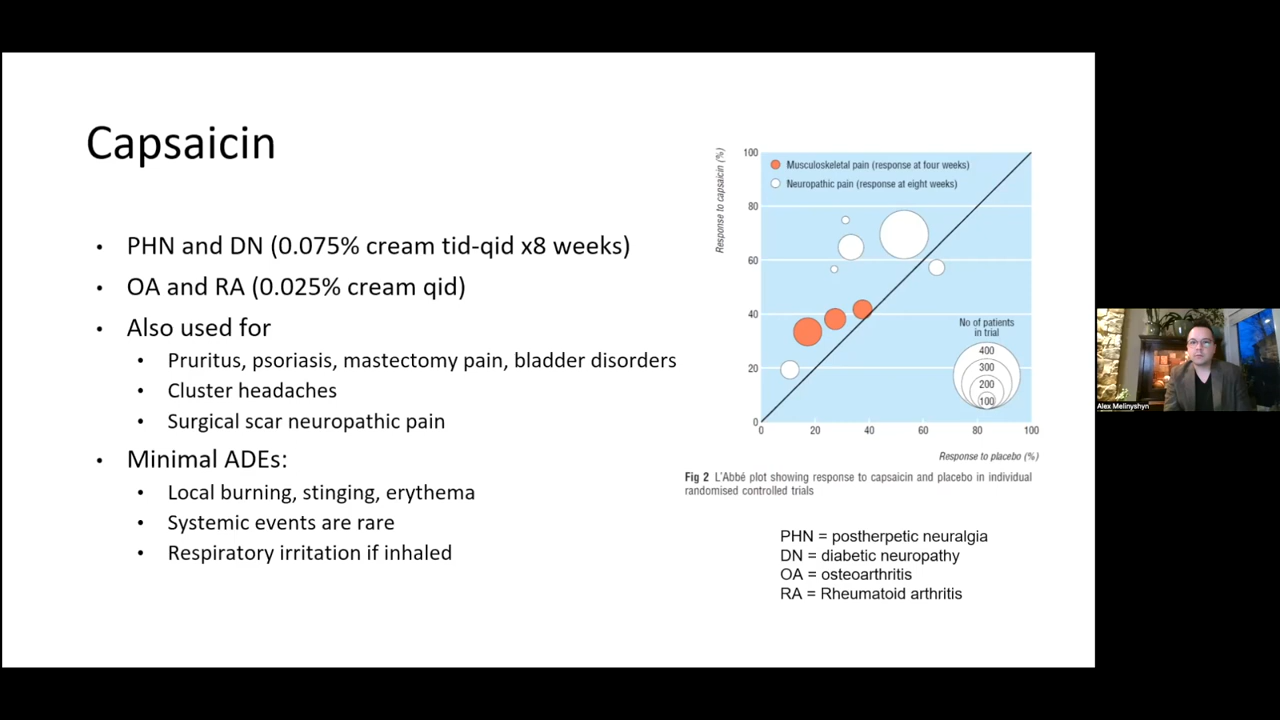 Capsaicin
• PHN and DN (0.075% cream tid-qid x8 weeks)
• OA and RA (0.025% cream qid)
• Also used for
• Pruritus, psoriasis, mastectomy pain, bladder disorders
• Cluster headaches
• Surgical scar neuropathic pain
• Minimal ADEs:
• Local burning, stinging, erythema
• Systemic events are rare
• Respiratory irritation if inhaled
Response to capsaicin (%)
100
80
60
40
20
0
Musculoskeletal pain (response at four weeks)
Neuropathic pain (response at eight weeks)
No of patients
in trial
400
300
200
100
0
20
40
60
80
100
Response to placebo (%)
Fig 2 L'Abbé plot showing response to capsaicin and placebo in individual
randomised controlled trials
PHN = postherpetic neuralgia
DN = diabetic neuropathy
OA = osteoarthritis
RA = Rheumatoid arthritis
Alex Melinyshyn